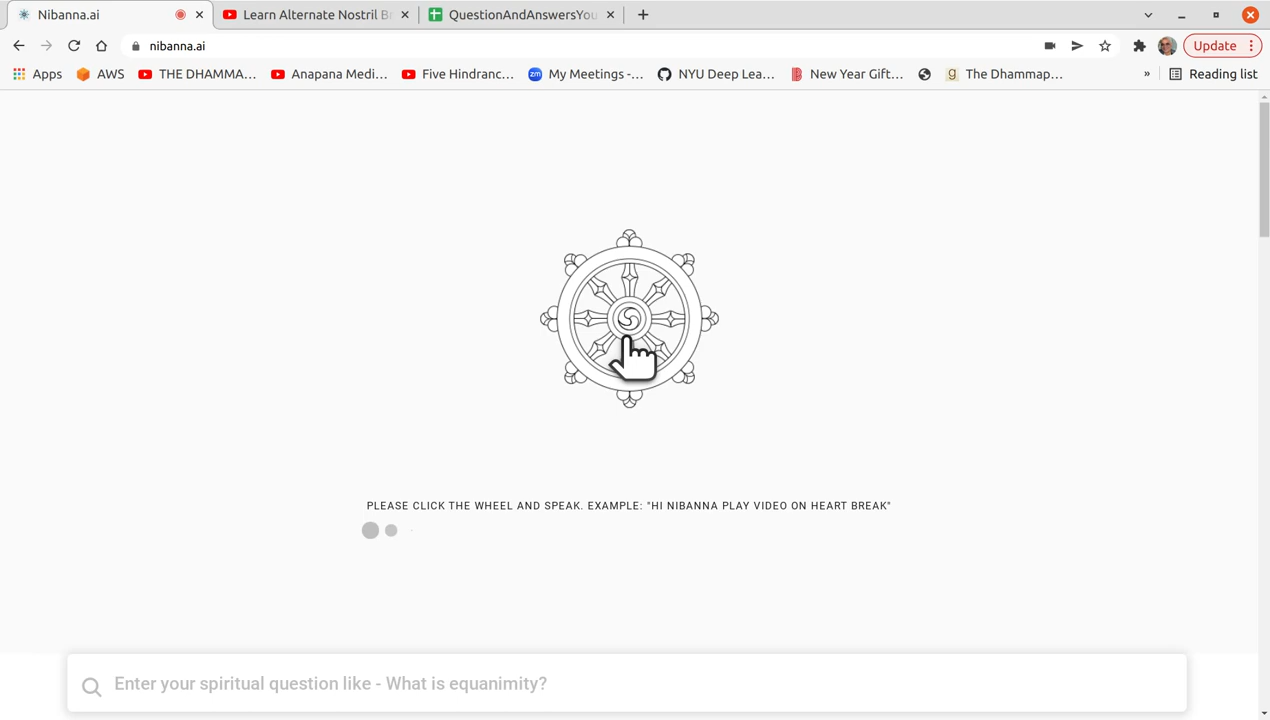 Nibanna.ai
Learn Alternate Nostril B
QuestionAndAnswersYou
nibanna.ai
Update
Apps
AWS
THE DHAMMA...
Anapana Medi...
Five Hindranc...
zm
My Meetings -...
NYU Deep Lea...
New Year Gift...
g
The Dhammap...
»
Reading list
PLEASE CLICK THE WHEEL AND SPEAK. EXAMPLE: "HI NIBANNA PLAY VIDEO ON HEART BREAK"
Enter your spiritual question like - What is equanimity?